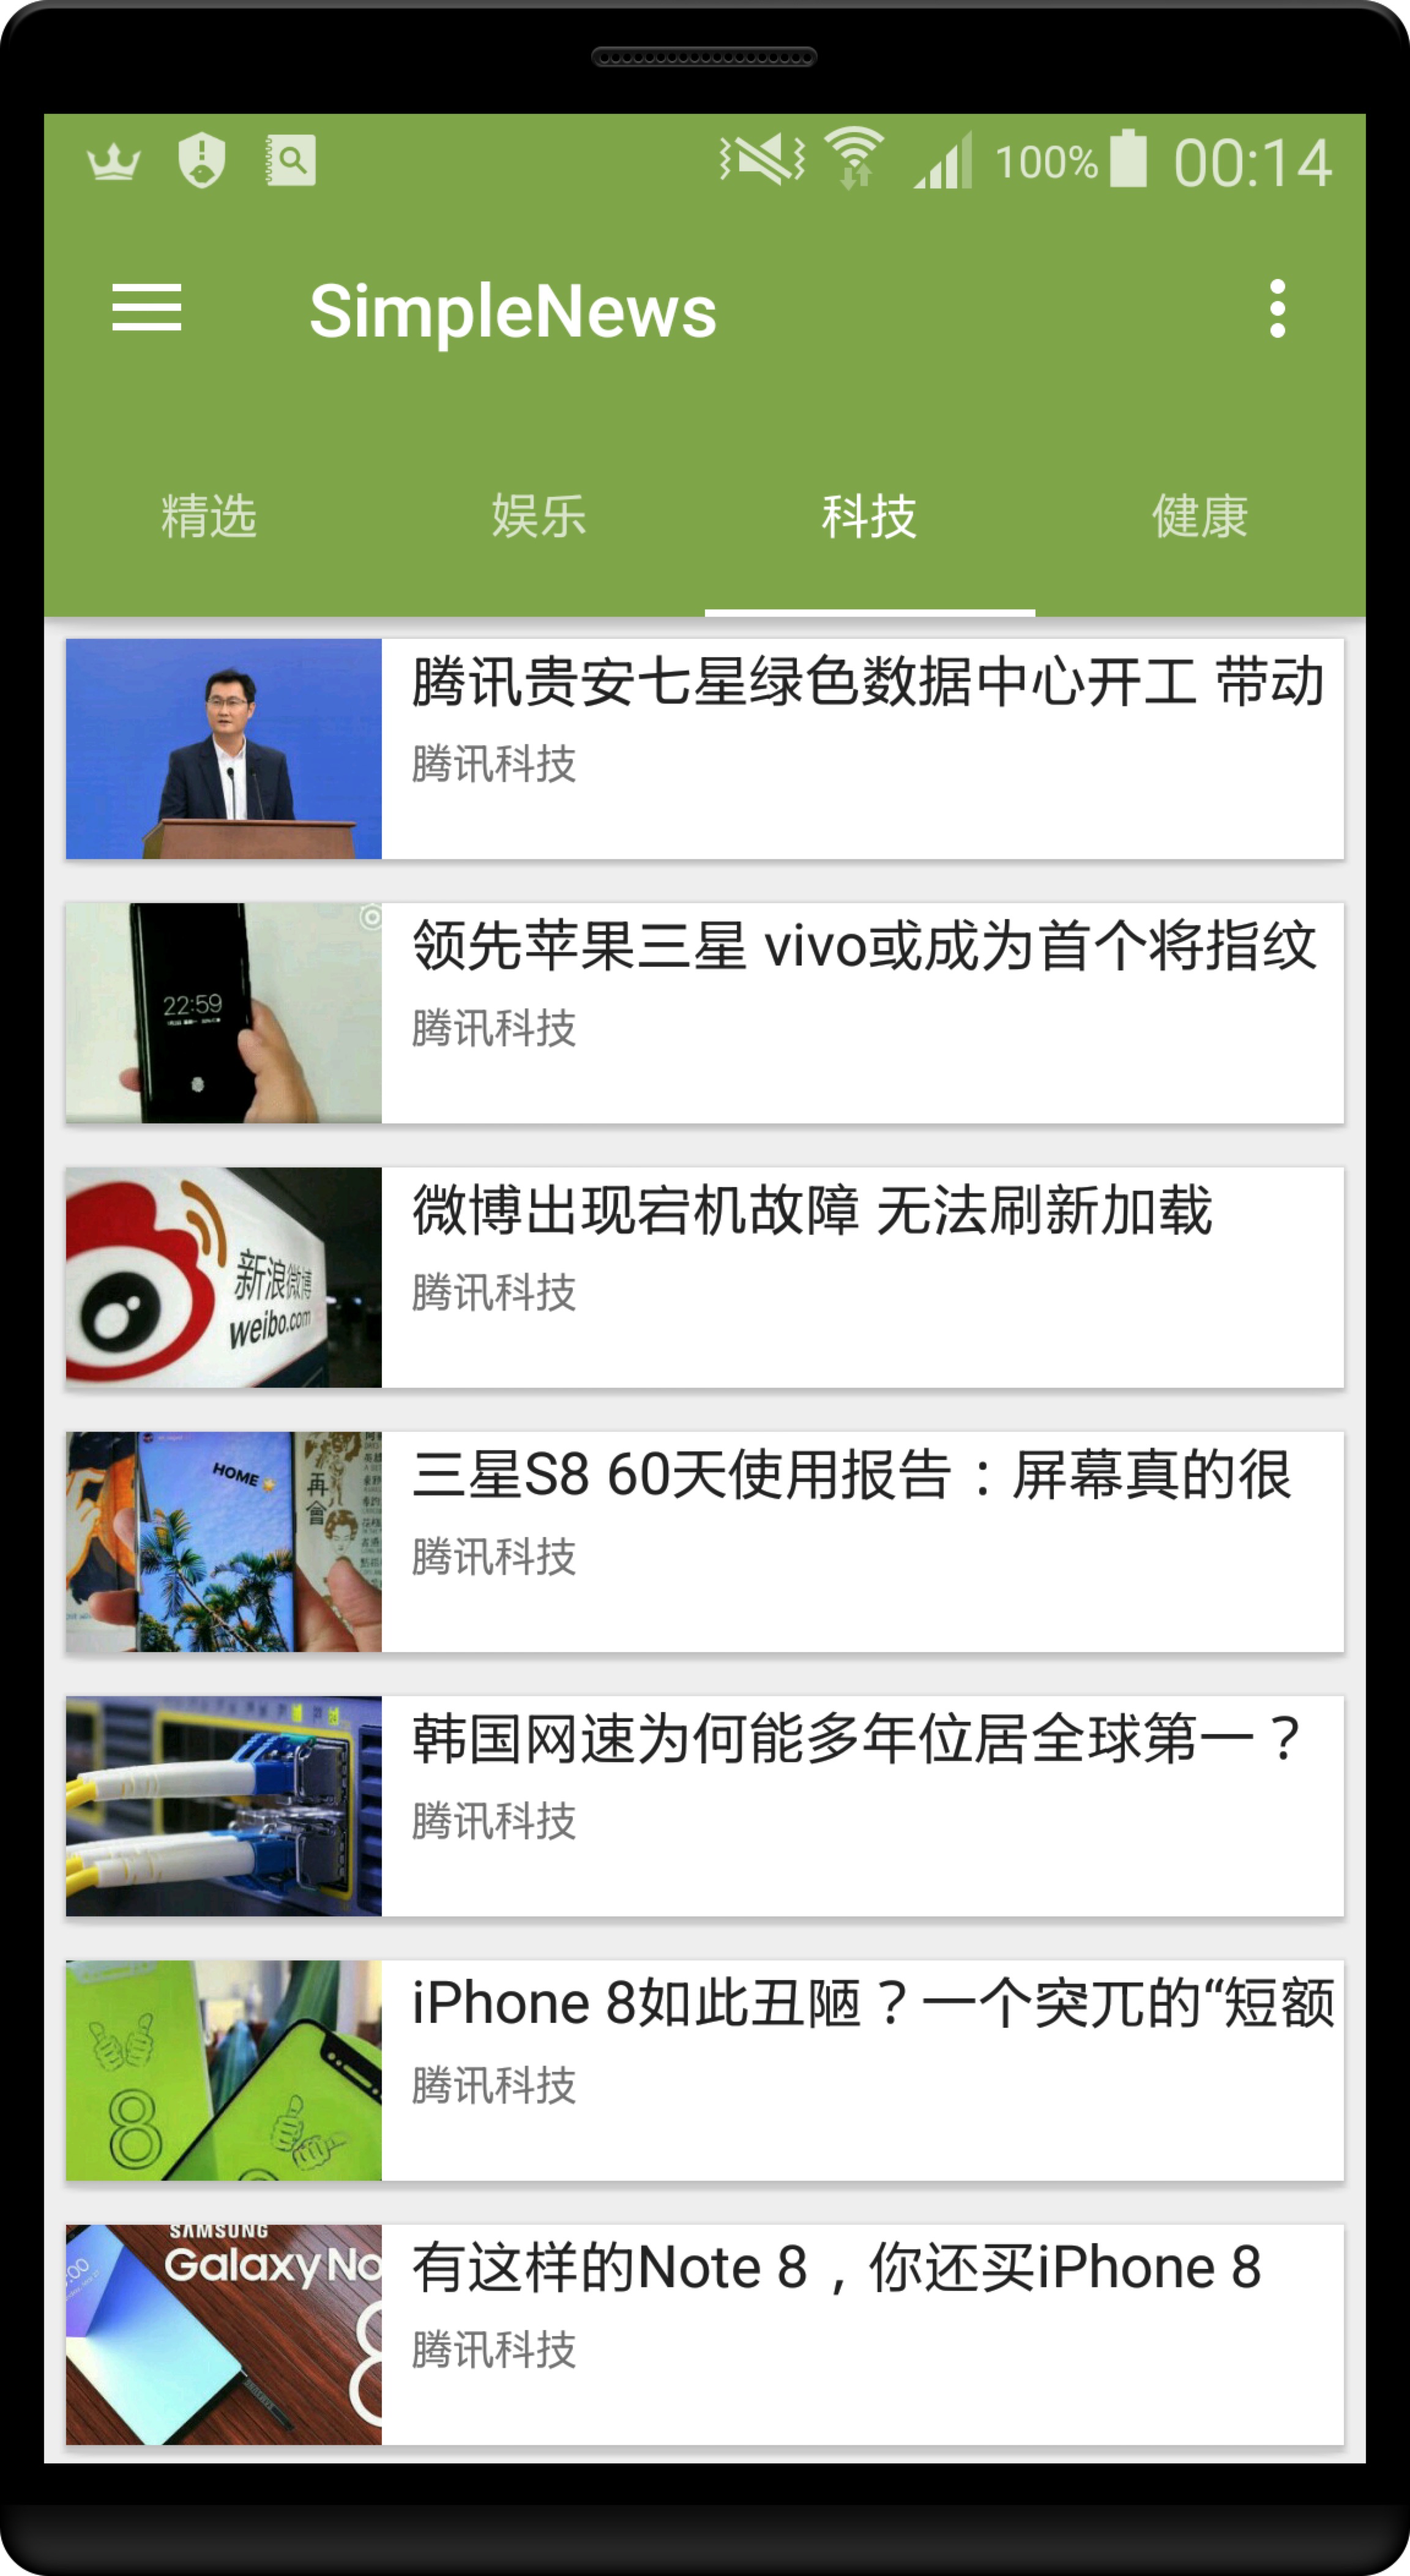 100% 00:14
SimpleNews
精选 娱乐 科技 健康
腾讯贵安七星绿色数据中心开工 带动
腾讯科技
领先苹果三星 vivo或成为首个将指纹
腾讯科技
22:59
微博出现宕机故障 无法刷新加载
腾讯科技
新浪微博
weibo.com
三星S8 60天使用报告：屏幕真的很
腾讯科技
HOME
再會
韩国网速为何能多年位居全球第一？
腾讯科技
iPhone 8如此丑陋？一个突兀的“短额
腾讯科技
8
有这样的Note 8，你还买iPhone 8
腾讯科技
SAMSUNG
Galaxy No
8